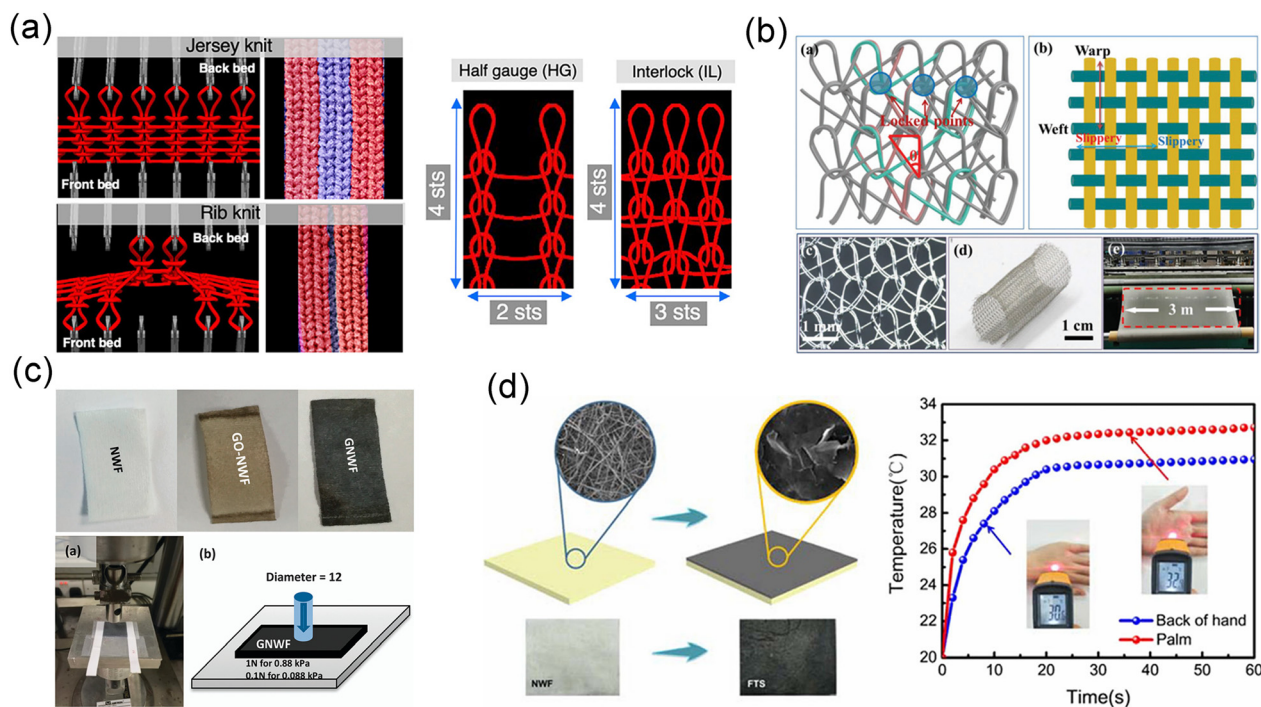 (a)
Jersey knit
Back bed
Front bed
Rib knit
Back bed
Front bed
Half gauge (HG)
4 sts
2 sts
Interlock (IL)
4 sts
3 sts
(b)
(a)
Locked points
θ
(b)
Warp
Weft
Slippery
Slippery
c
1 mm
(d)
1 cm
(e)
3 m
(c)
NWF
GO-NWF
GNWF
(a)
(b)
Diameter = 12
GNWF
1N for 0.88 kPa
0.1N for 0.088 kPa
(d)
NWF
FTS
Temperature(℃)
34
32
30
28
26
24
22
20
32
Back of hand
Palm
0
10
20
30
40
50
60
Time(s)